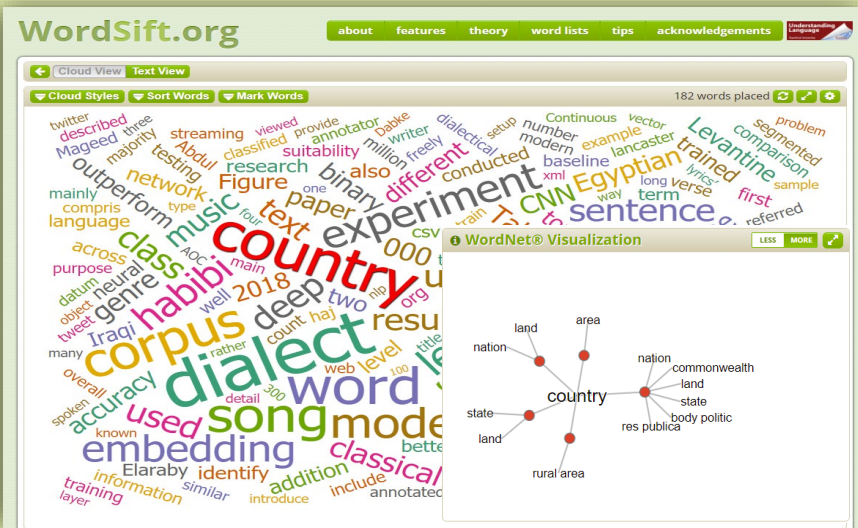 WordSift.org
about features theory word lists tips acknowledgements
Understanding
Language
Cloud View Text View
Cloud Styles Sort Words Mark Words 182 words placed
twitter
described
three
Mageed
majority
streaming
viewed
provide
annotator
Dabke
writer
dialectical
setup
number
Continuous
vector
Levantine
segmented
problem
testing
Abdul
classified
suitability
million
freely
conducted
modern
example
lancaster
comparison
outperform
network
research
Figure
binary
also
different
baseline
xml
Egyptian
trained
mainly
compris
type
one
paper
experiment
CNN
way
long
verse
term
lyrics'
first
sample
language
music
four
text
country
csv
train
sentence
referred
across
class
AOC
main
000
purpose
neural
habibi
2018
deep
two
nlp
org
datum
genre
well
object
tweet
Iraqi
count
haj
many
corpus
rather
dialect
web
level
title
100
overall
accuracy
detail
300
word
spoken
used
song
known
embedding
classical
Elaraby
identify
addition
training
information
similar
include
annotated
layer
introduce
WordNet® Visualization LESS MORE
land
area
nation
nation
commonwealth
land
country
state
state
body politic
res publica
land
rural area